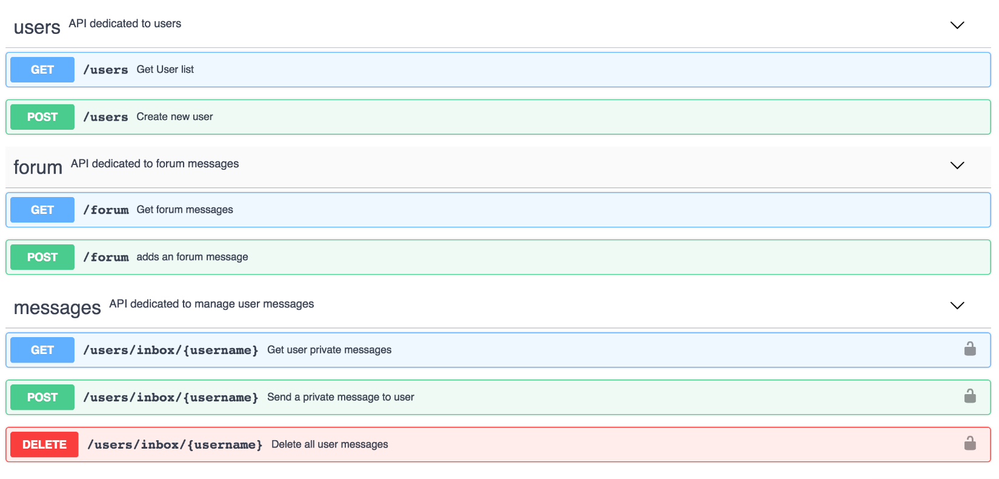 users API dedicated to users
GET /users Get User list
POST /users Create new user
forum API dedicated to forum messages
GET /forum Get forum messages
POST /forum adds an forum message
messages API dedicated to manage user messages
GET /users/inbox/{username} Get user private messages
POST /users/inbox/{username} Send a private message to user
DELETE /users/inbox/{username} Delete all user messages